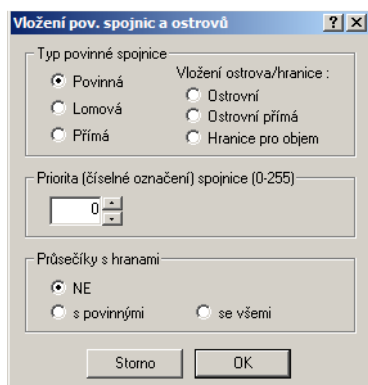 Vložení pov. spojnic a ostrovů
Typ povinné spojnice
Povinná
Lomová
Přímá
Vložení ostrova/hranice :
Ostrovní
Ostrovní přímá
Hranice pro objem
Priorita (číselné označení) spojnice (0-255)
0
Průsečíky s hranami
NE
s povinnými
se všemi
Storno
OK